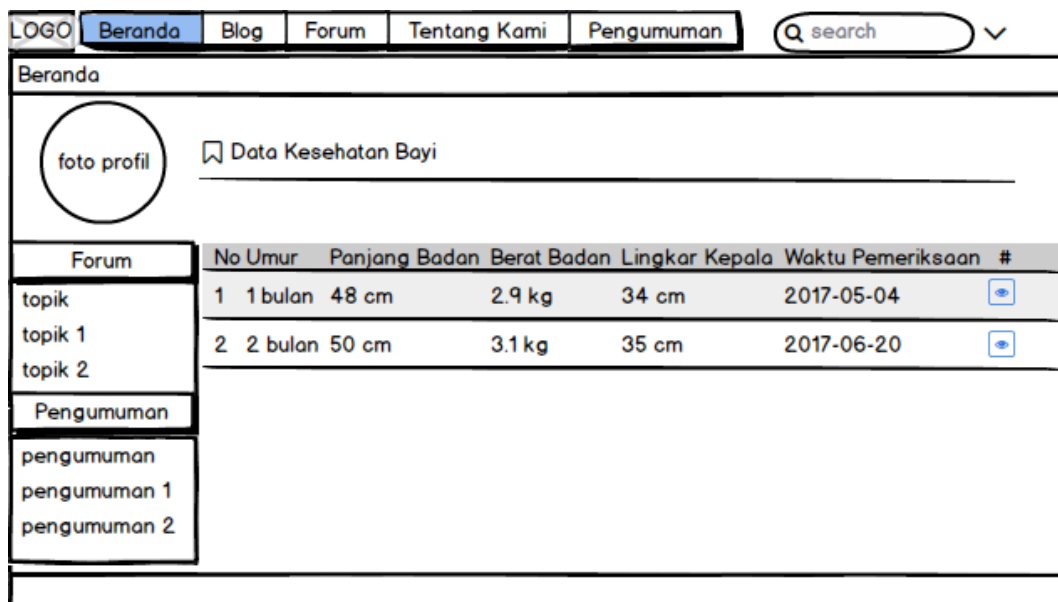 LOGO Beranda Blog Forum Tentang Kami Pengumuman search
Beranda
foto profil
Data Kesehatan Bayi
Forum
topik
topik 1
topik 2
Pengumuman
pengumuman
pengumuman 1
pengumuman 2
No Umur Panjang Badan Berat Badan Lingkar Kepala Waktu Pemeriksaan #
1 1 bulan 48 cm 2.9 kg 34 cm 2017-05-04
2 2 bulan 50 cm 3.1 kg 35 cm 2017-06-20